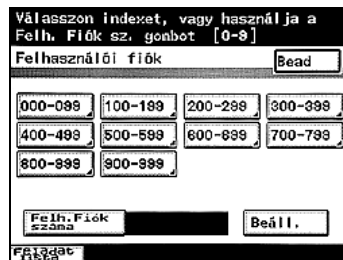 Válasszon indexet, vagy használja a
Felh. Fiók sz. gombot [0-9]
Felhasználói fiók
Bead
000-099 100-199 200-299 300-399
400-499 500-599 600-699 700-799
800-899 900-999
Felh.Fiók
száma
Beáll.
Feladat
lista